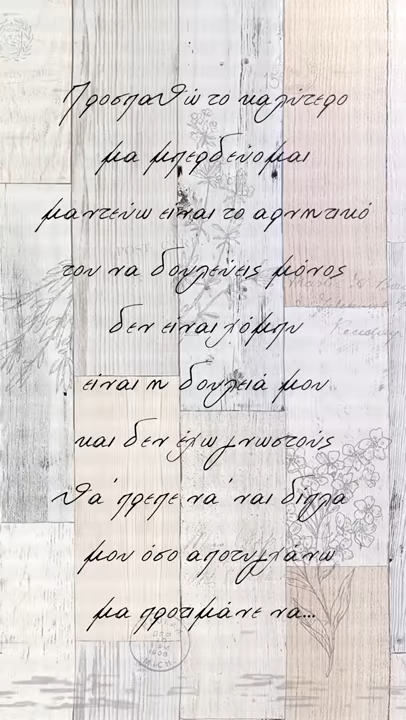 Προσπαθώ το καλύτερο
μα μπερδεύομαι
μαντεύω είναι το αρνητικό
του να δουλεύεις μόνος
δεν είναι χόμπυ
είναι η δουλειά μου
και δεν έχω γνωστούς
θα 'πρεπε να 'ναι δίπλα
μου όσο αποτυγχάνω
μα προτιμάνε να...